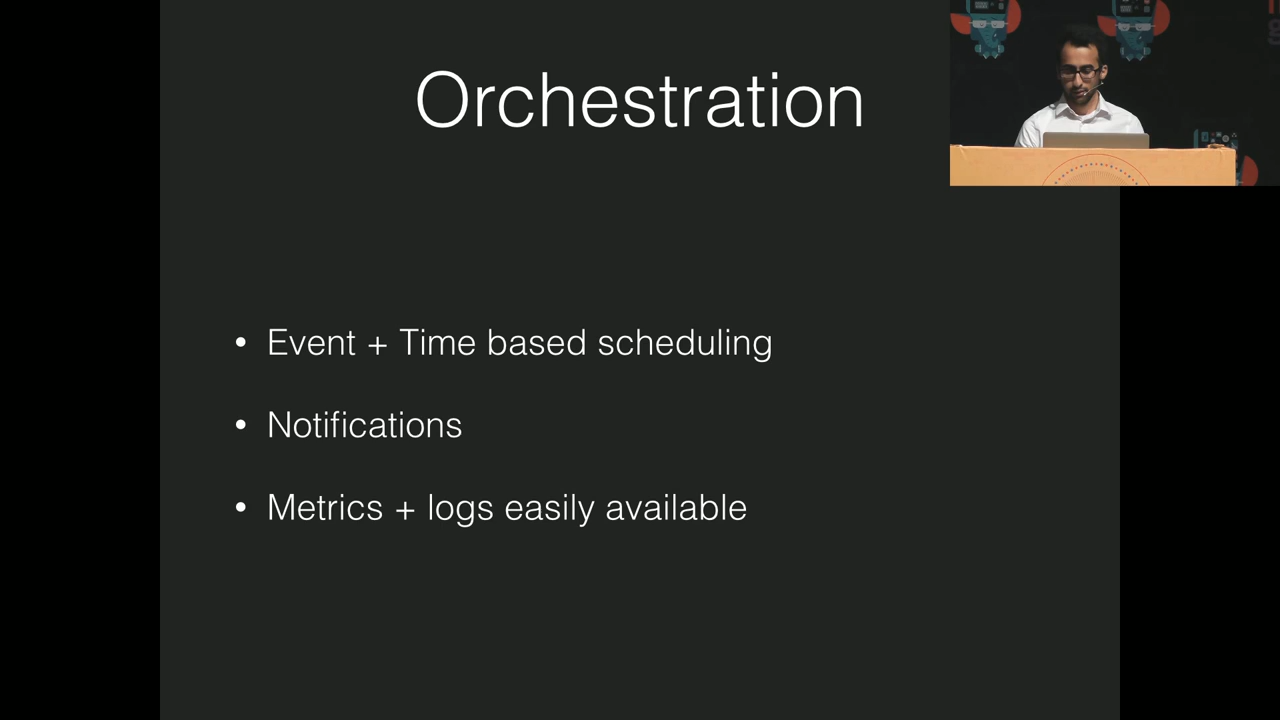 Orchestration
• Event + Time based scheduling
• Notifications
• Metrics + logs easily available